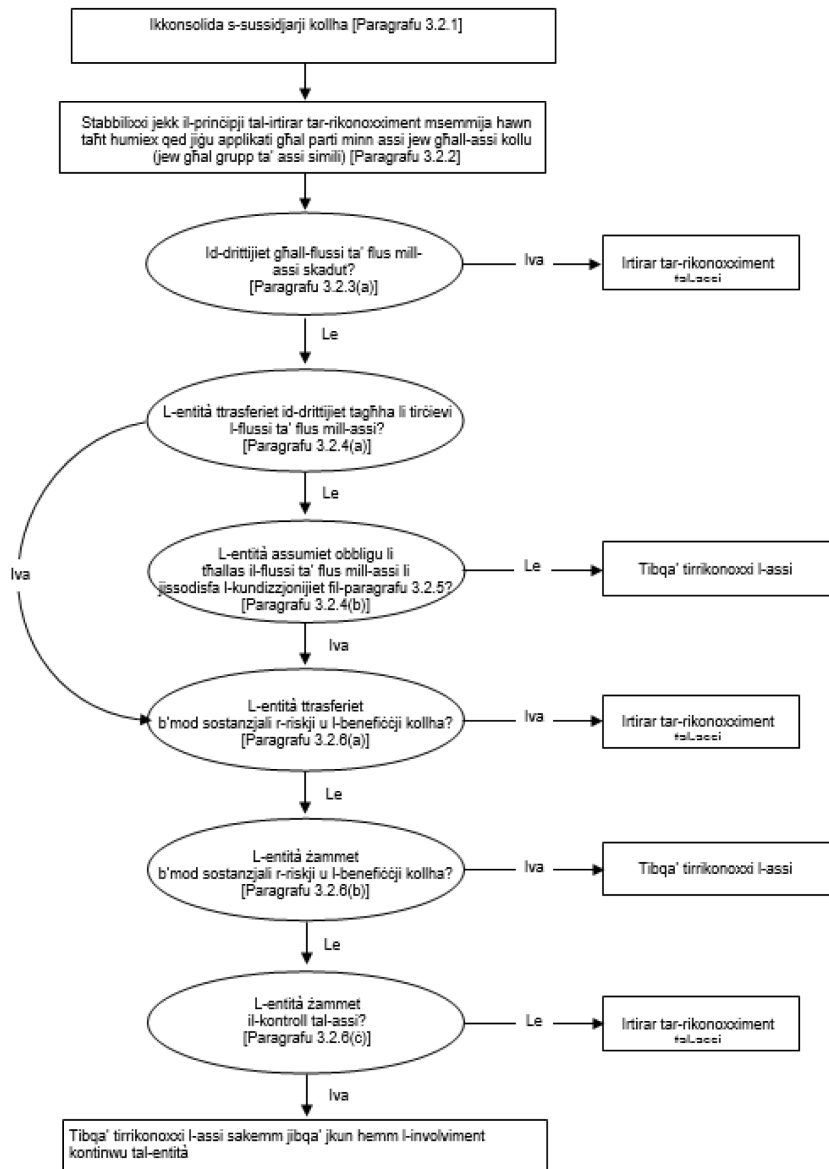 Ikkonsolida s-sussidjarji kollha [Paragrafu 3.2.1]
Stabbilixxi jekk il-prinċipji tal-irtirar tar-rikonoxximent msemmija hawn
taħt humiex qed jiġu applikati għal parti minn assi jew għall-assi kollu
(jew għal grupp ta' assi simili) [Paragrafu 3.2.2]
Id-drittijiet għall-flussi ta' flus mill-
assi skadut?
[Paragrafu 3.2.3(a)]
Iva
Irtirar tar-rikonoxximent
tal-assi
Le
L-entità ttrasferiet id-drittijiet tagħha li tirċievi
l-flussi ta' flus mill-assi?
[Paragrafu 3.2.4(a)]
Le
Iva
L-entità assumiet obbligu li
tħallas il-flussi ta' flus mill-assi li
jissodisfa l-kundizzjonijiet fil-paragrafu 3.2.5?
[Paragrafu 3.2.4(b)]
Le
Tibqa' tirrikonoxxi l-assi
Iva
L-entità ttrasferiet
b'mod sostanzjali r-riskji u l-benefiċċji kollha?
[Paragrafu 3.2.6(a)]
Iva
Irtirar tar-rikonoxximent
tal-assi
Le
L-entità żammet
b'mod sostanzjali r-riskji u l-benefiċċji kollha?
[Paragrafu 3.2.6(b)]
Iva
Tibqa' tirrikonoxxi l-assi
Le
L-entità żammet
il-kontroll tal-assi?
[Paragrafu 3.2.6(ċ)]
Le
Irtirar tar-rikonoxximent
tal-assi
Iva
Tibqa' tirrikonoxxi l-assi sakemm jibqa' jkun hemm l-involviment
kontinwu tal-entità